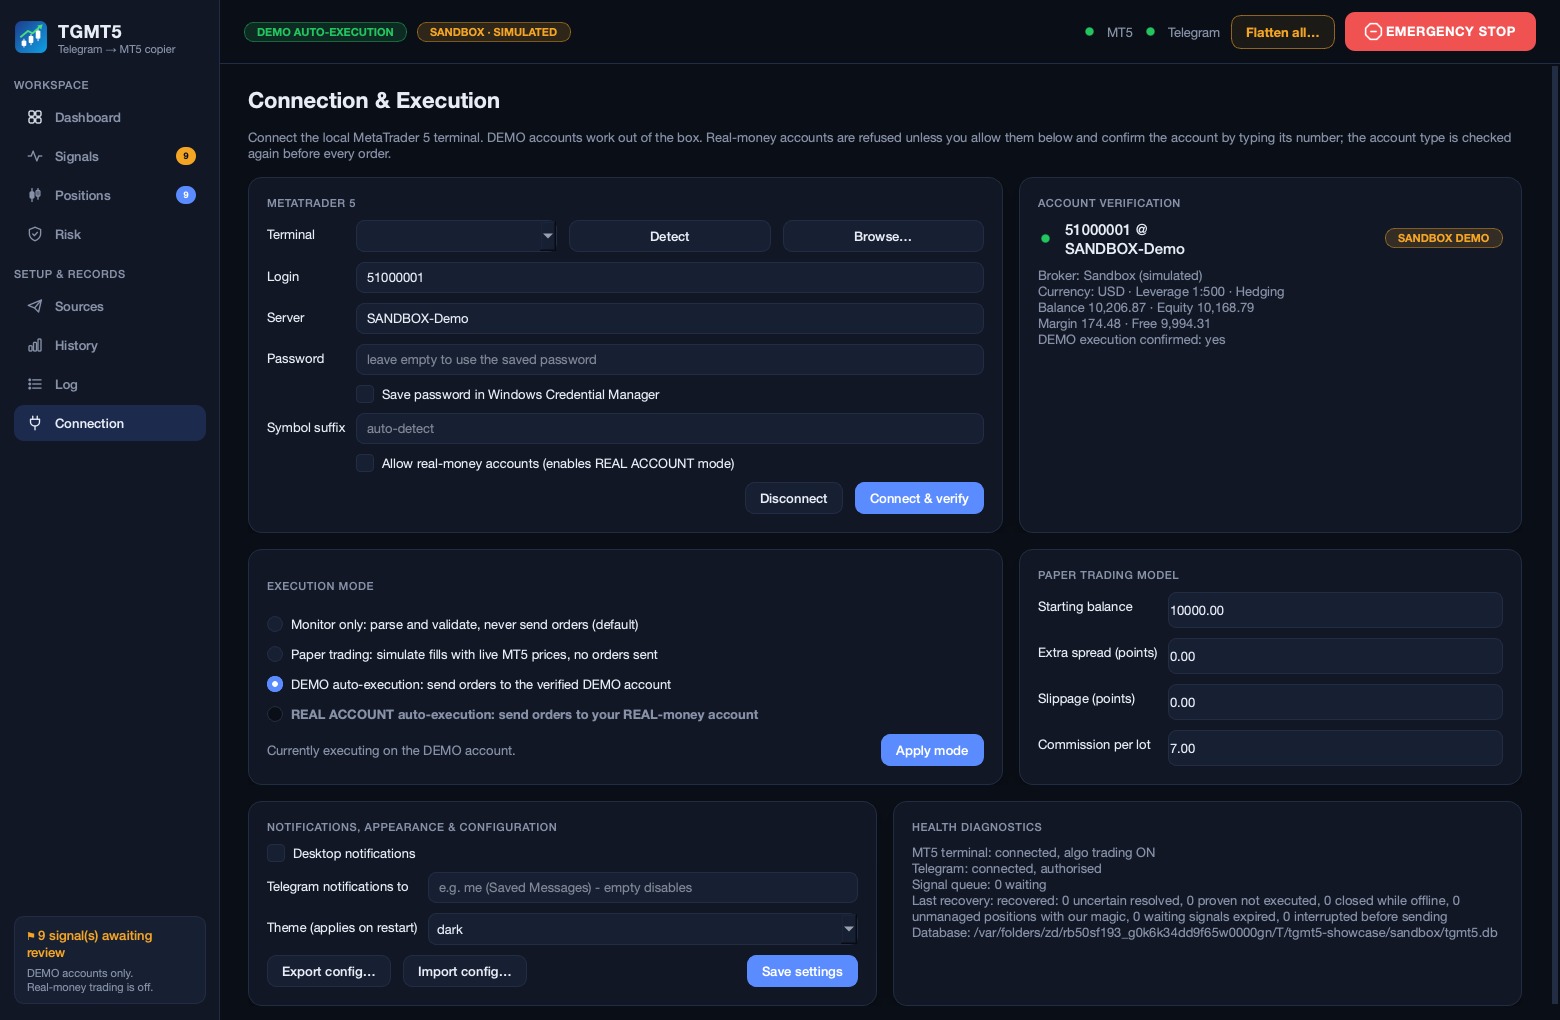 TGMT5
Telegram → MT5 copier
WORKSPACE
Dashboard
Signals 9
Positions 9
Risk
SETUP & RECORDS
Sources
History
Log
Connection
⚑ 9 signal(s) awaiting
review
DEMO accounts only.
Real-money trading is off.
DEMO AUTO-EXECUTION
SANDBOX · SIMULATED
MT5
Telegram
Flatten all...
EMERGENCY STOP
Connection & Execution
Connect the local MetaTrader 5 terminal. DEMO accounts work out of the box. Real-money accounts are refused unless you allow them below and confirm the account by typing its number; the account type is checked
again before every order.
METATRADER 5
Terminal
Detect
Browse...
Login
51000001
Server
SANDBOX-Demo
Password
leave empty to use the saved password
Save password in Windows Credential Manager
Symbol suffix
auto-detect
Allow real-money accounts (enables REAL ACCOUNT mode)
Disconnect
Connect & verify
ACCOUNT VERIFICATION
51000001 @
SANDBOX-Demo
SANDBOX DEMO
Broker: Sandbox (simulated)
Currency: USD · Leverage 1:500 · Hedging
Balance 10,206.87 · Equity 10,168.79
Margin 174.48 · Free 9,994.31
DEMO execution confirmed: yes
EXECUTION MODE
Monitor only: parse and validate, never send orders (default)
Paper trading: simulate fills with live MT5 prices, no orders sent
DEMO auto-execution: send orders to the verified DEMO account
REAL ACCOUNT auto-execution: send orders to your REAL-money account
Currently executing on the DEMO account.
Apply mode
PAPER TRADING MODEL
Starting balance
10000.00
Extra spread (points)
0.00
Slippage (points)
0.00
Commission per lot
7.00
NOTIFICATIONS, APPEARANCE & CONFIGURATION
Desktop notifications
Telegram notifications to
e.g. me (Saved Messages) - empty disables
Theme (applies on restart)
dark
Export config...
Import config...
Save settings
HEALTH DIAGNOSTICS
MT5 terminal: connected, algo trading ON
Telegram: connected, authorised
Signal queue: 0 waiting
Last recovery: recovered: 0 uncertain resolved, 0 proven not executed, 0 closed while offline, 0
unmanaged positions with our magic, 0 waiting signals expired, 0 interrupted before sending
Database: /var/folders/zd/rb50sf193_g0k6k34dd9f65w0000gn/T/tgmt5-showcase/sandbox/tgmt5.db